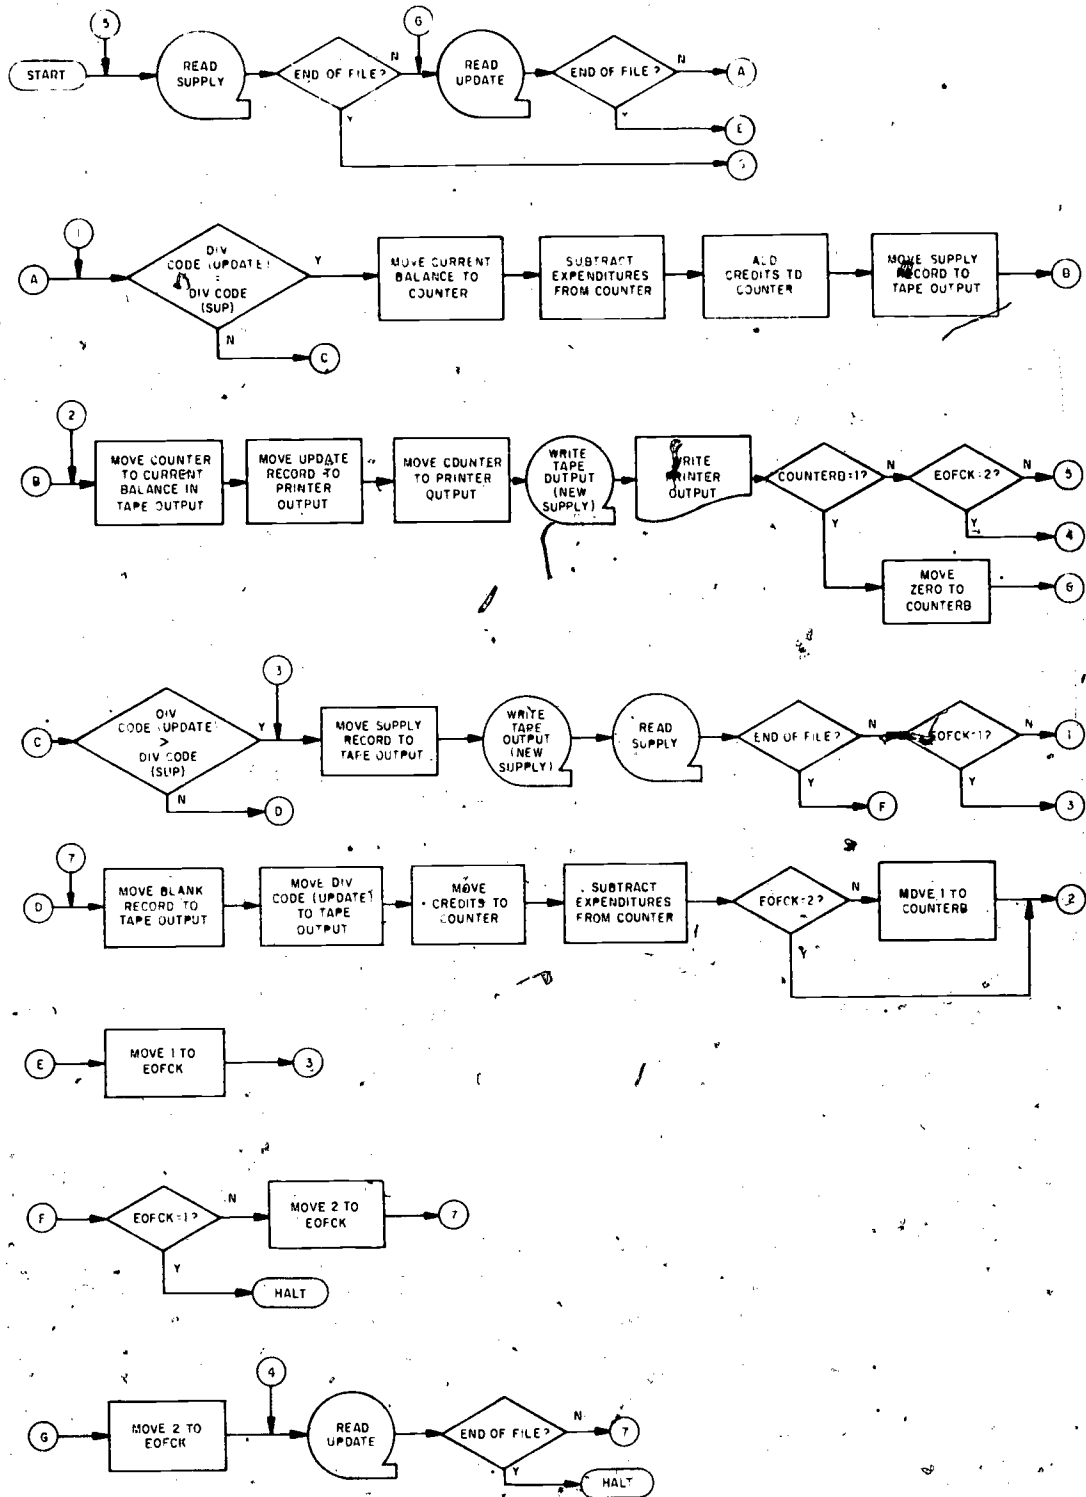 5
6
START
READ
SUPPLY
END OF FILE?
N
Y
READ
UPDATE
END OF FILE?
N
Y
A
E
1
A
DIV
CODE (UPDATE)
=
DIV CODE
(SUP)
Y
N
C
MOVE CURRENT
BALANCE TO
COUNTER
SUBTRACT
EXPENDITURES
FROM COUNTER
ADD
CREDITS TO
COUNTER
MOVE SUPPLY
RECORD TO
TAPE OUTPUT
B
2
B
MOVE COUNTER
TO CURRENT
BALANCE IN
TAPE OUTPUT
MOVE UPDATE
RECORD TO
PRINTER
OUTPUT
MOVE COUNTER
TO PRINTER
OUTPUT
WRITE
TAPE
OUTPUT
(NEW
SUPPLY)
WRITE
PRINTER
OUTPUT
COUNTERB=1?
N
Y
EOFCK=2?
N
Y
5
4
MOVE
ZERO TO
COUNTERB
6
3
C
DIV
CODE (UPDATE)
>
DIV CODE
(SUP)
Y
N
D
MOVE SUPPLY
RECORD TO
TAPE OUTPUT
WRITE
TAPE
OUTPUT
(NEW
SUPPLY)
READ
SUPPLY
END OF FILE?
N
Y
F
EOFCK=1?
N
Y
1
3
7
D
MOVE BLANK
RECORD TO
TAPE OUTPUT
MOVE DIV
CODE (UPDATE)
TO TAPE
OUTPUT
MOVE
CREDITS TO
COUNTER
SUBTRACT
EXPENDITURES
FROM COUNTER
EOFCK=2?
N
Y
MOVE 1 TO
COUNTERB
2
E
MOVE 1 TO
EOFCK
3
F
EOFCK=1?
N
Y
MOVE 2 TO
EOFCK
7
HALT
4
G
MOVE 2 TO
EOFCK
READ
UPDATE
END OF FILE?
N
Y
7
HALT